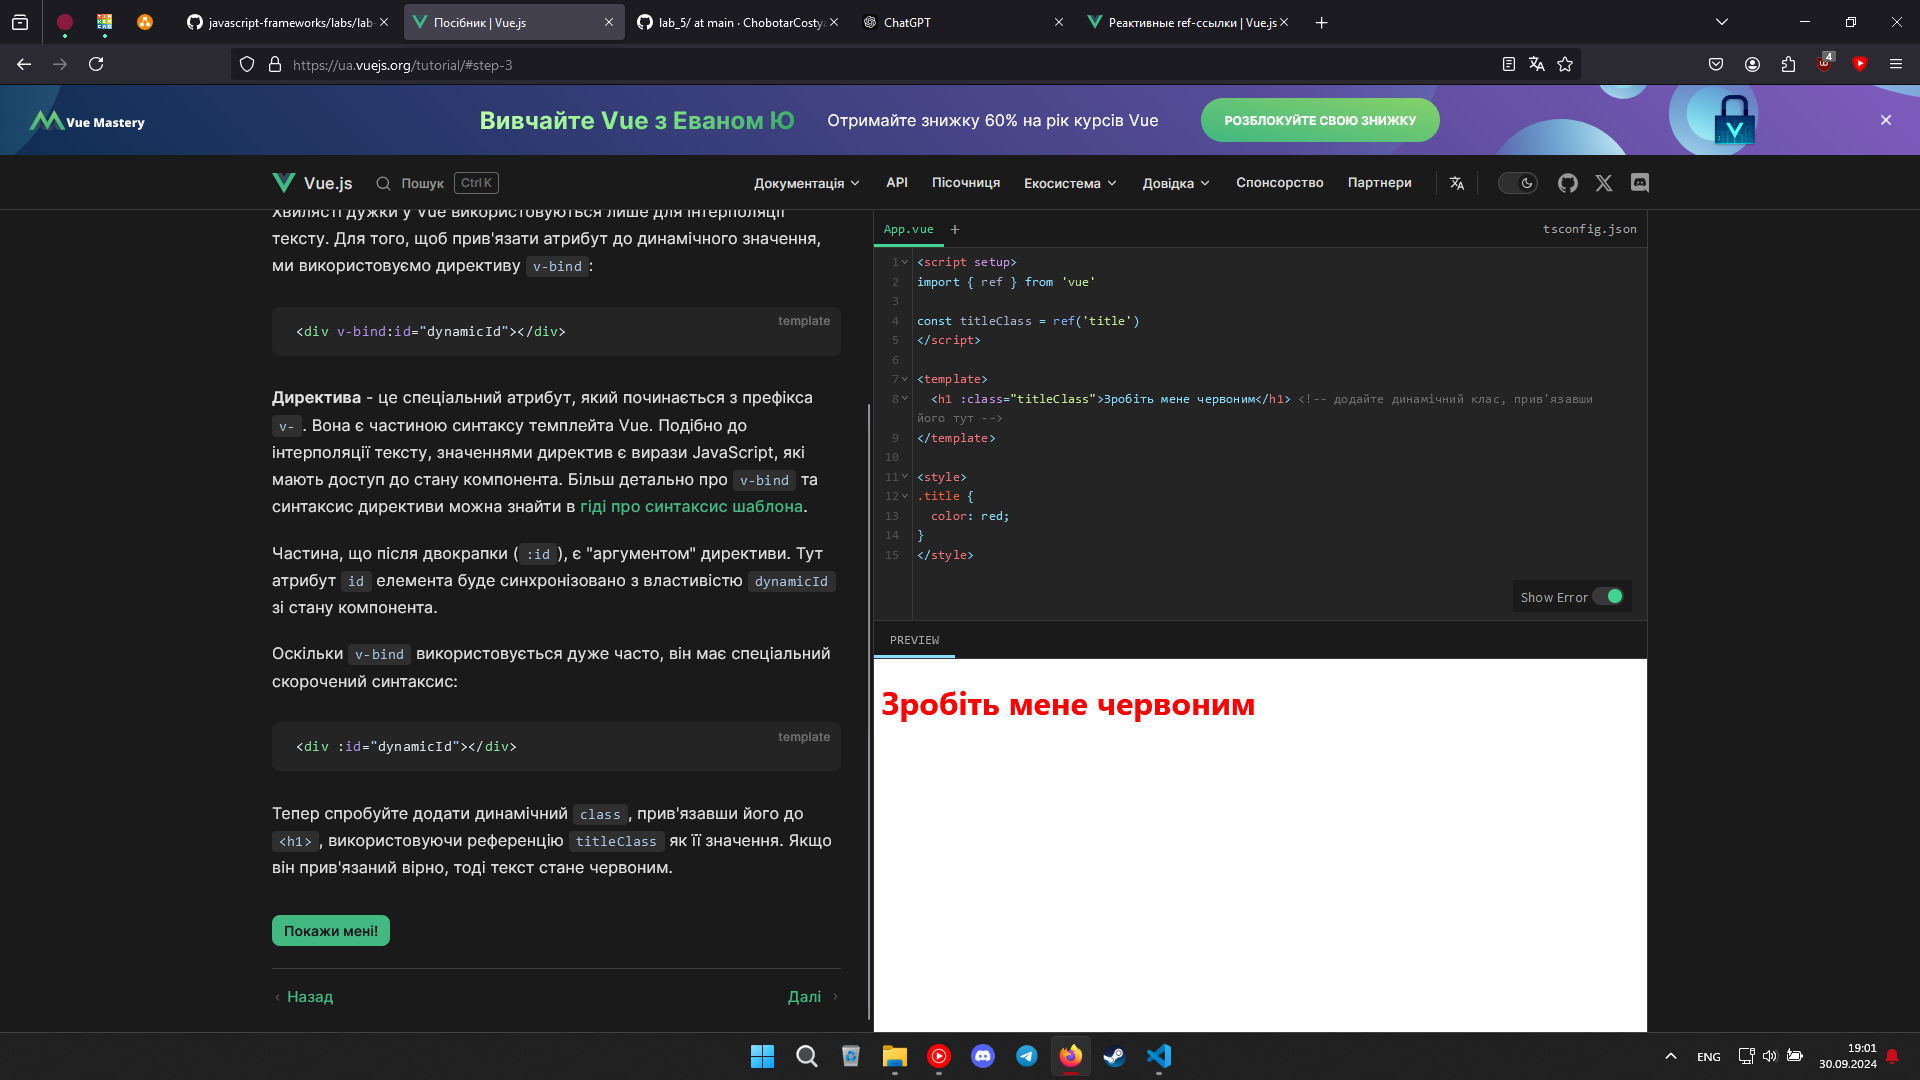 javascript-frameworks/labs/lab-
Посібник | Vue.js
lab_5/ at main · ChobotarCostya
ChatGPT
Реактивные ref-ссылки | Vue.js
https://ua.vuejs.org/tutorial/#step-3
4
Vue Mastery
Вивчайте Vue з Еваном Ю
Отримайте знижку 60% на рік курсів Vue
РОЗБЛОКУЙТЕ СВОЮ ЗНИЖКУ
Vue.js
Пошук
Ctrl K
Документація
API
Пісочниця
Екосистема
Довідка
Спонсорство
Партнери
Хвилясті дужки у Vue використовуються лише для інтерполяції
тексту. Для того, щоб прив'язати атрибут до динамічного значення,
ми використовуємо директиву v-bind :
template
<div v-bind:id="dynamicId"></div>
Директива - це спеціальний атрибут, який починається з префікса
v- . Вона є частиною синтаксу темплейта Vue. Подібно до
інтерполяції тексту, значеннями директив є вирази JavaScript, які
мають доступ до стану компонента. Більш детально про v-bind та
синтаксис директиви можна знайти в гіді про синтаксис шаблона.
Частина, що після двокрапки ( :id ), є "аргументом" директиви. Тут
атрибут id елемента буде синхронізовано з властивістю dynamicId
зі стану компонента.
Оскільки v-bind використовується дуже часто, він має спеціальний
скорочений синтаксис:
template
<div :id="dynamicId"></div>
Тепер спробуйте додати динамічний class , прив'язавши його до
<h1> , використовуючи референцію titleClass як її значення. Якщо
він прив'язаний вірно, тоді текст стане червоним.
Покажи мені!
Назад
Далі
App.vue
+
tsconfig.json
1 <script setup>
2 import { ref } from 'vue'
3
4 const titleClass = ref('title')
5 </script>
6
7 <template>
8 <h1 :class="titleClass">Зробіть мене червоним</h1> <!-- додайте динамічний клас, прив'язавши
його тут -->
9 </template>
10
11 <style>
12 .title {
13 color: red;
14 }
15 </style>
Show Error
PREVIEW
Зробіть мене червоним
ENG
19:01
30.09.2024